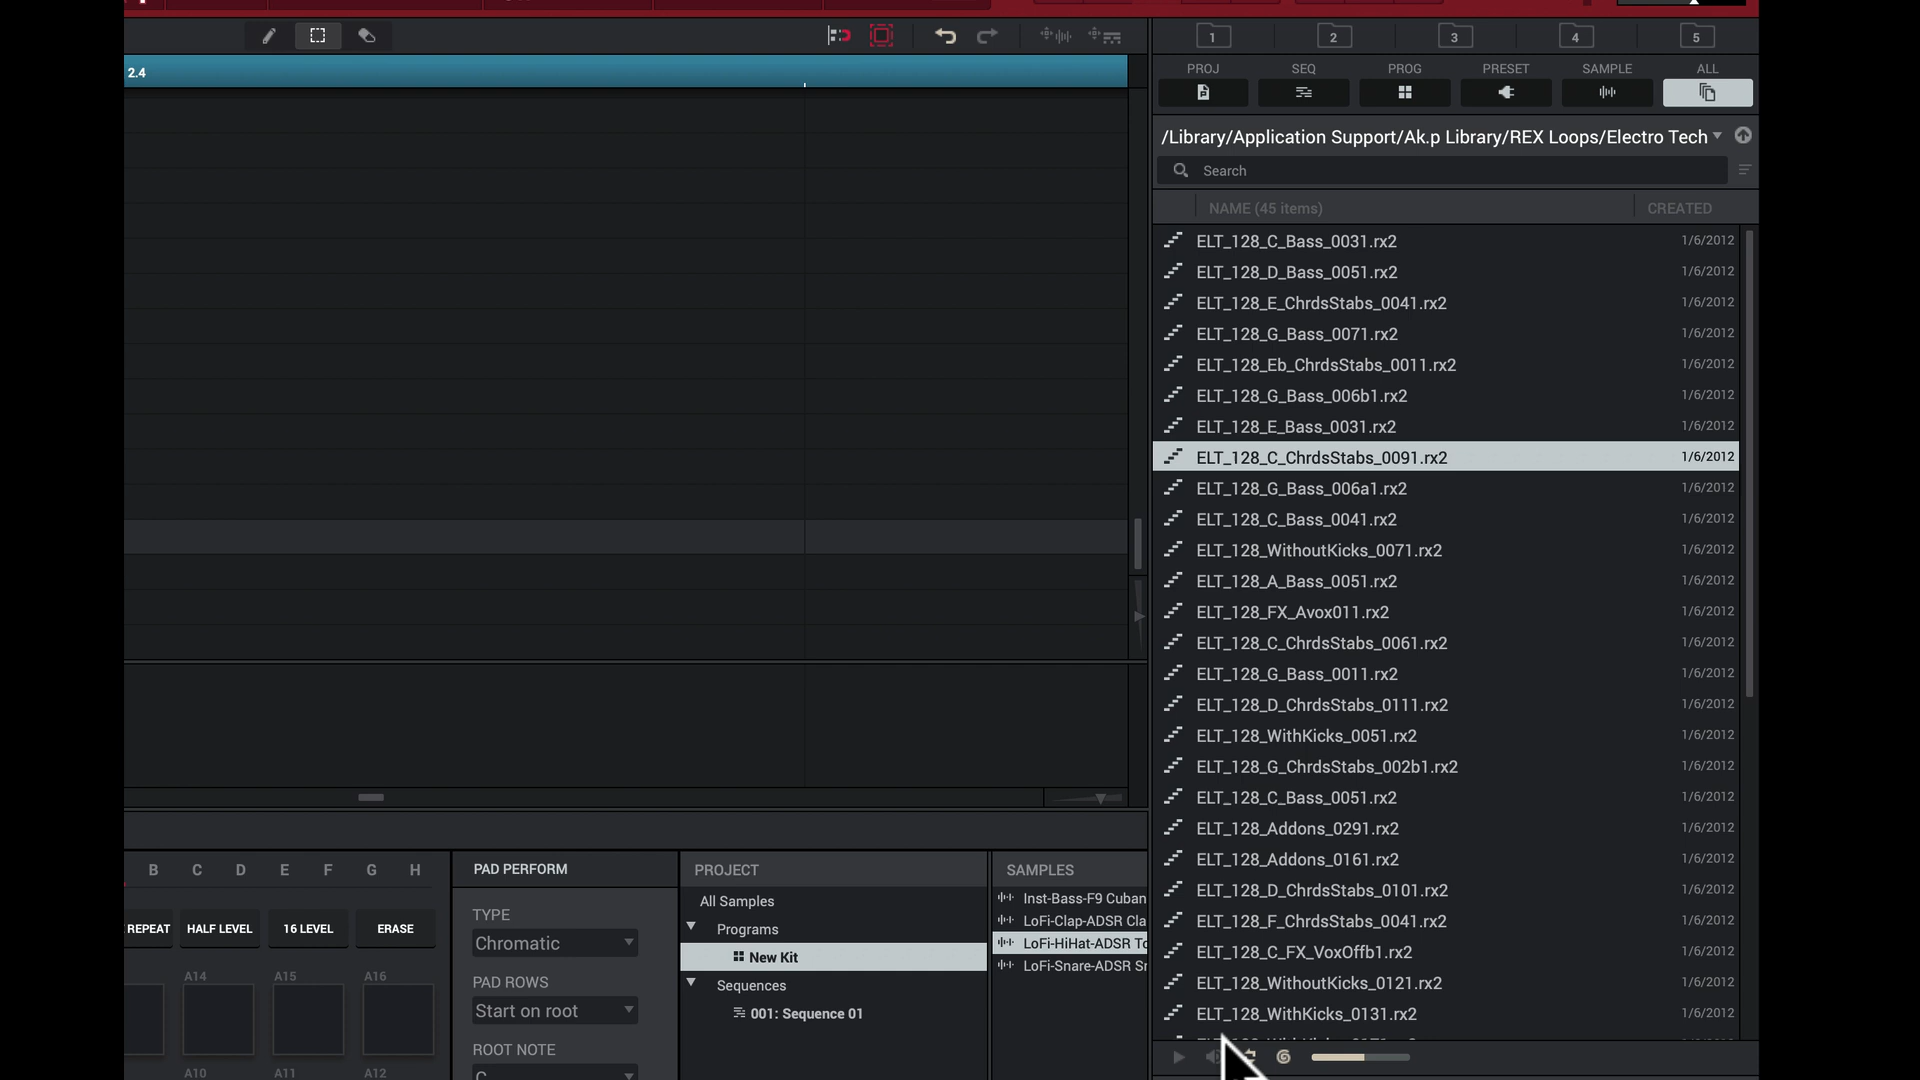 2.4
1
2
3
4
5
PROJ
SEQ
PROG
PRESET
SAMPLE
ALL
/Library/Application Support/Ak.p Library/REX Loops/Electro Tech
Search
NAME (45 items)
CREATED
ELT_128_C_Bass_0031.rx2 1/6/2012
ELT_128_D_Bass_0051.rx2 1/6/2012
ELT_128_E_ChrdsStabs_0041.rx2 1/6/2012
ELT_128_G_Bass_0071.rx2 1/6/2012
ELT_128_Eb_ChrdsStabs_0011.rx2 1/6/2012
ELT_128_G_Bass_006b1.rx2 1/6/2012
ELT_128_E_Bass_0031.rx2 1/6/2012
ELT_128_C_ChrdsStabs_0091.rx2 1/6/2012
ELT_128_G_Bass_006a1.rx2 1/6/2012
ELT_128_C_Bass_0041.rx2 1/6/2012
ELT_128_WithoutKicks_0071.rx2 1/6/2012
ELT_128_A_Bass_0051.rx2 1/6/2012
ELT_128_FX_Avox011.rx2 1/6/2012
ELT_128_C_ChrdsStabs_0061.rx2 1/6/2012
ELT_128_G_Bass_0011.rx2 1/6/2012
ELT_128_D_ChrdsStabs_0111.rx2 1/6/2012
ELT_128_WithKicks_0051.rx2 1/6/2012
ELT_128_G_ChrdsStabs_002b1.rx2 1/6/2012
ELT_128_C_Bass_0051.rx2 1/6/2012
ELT_128_Addons_0291.rx2 1/6/2012
ELT_128_Addons_0161.rx2 1/6/2012
ELT_128_D_ChrdsStabs_0101.rx2 1/6/2012
ELT_128_F_ChrdsStabs_0041.rx2 1/6/2012
ELT_128_C_FX_VoxOffb1.rx2 1/6/2012
ELT_128_WithoutKicks_0121.rx2 1/6/2012
ELT_128_WithKicks_0131.rx2 1/6/2012
B C D E F G H
REPEAT
HALF LEVEL
16 LEVEL
ERASE
A14
A15
A16
A10
A11
A12
PAD PERFORM
TYPE
Chromatic
PAD ROWS
Start on root
ROOT NOTE
C
PROJECT
All Samples
Programs
New Kit
Sequences
001: Sequence 01
SAMPLES
Inst-Bass-F9 Cuban
LoFi-Clap-ADSR Cla
LoFi-HiHat-ADSR To
LoFi-Snare-ADSR Sn